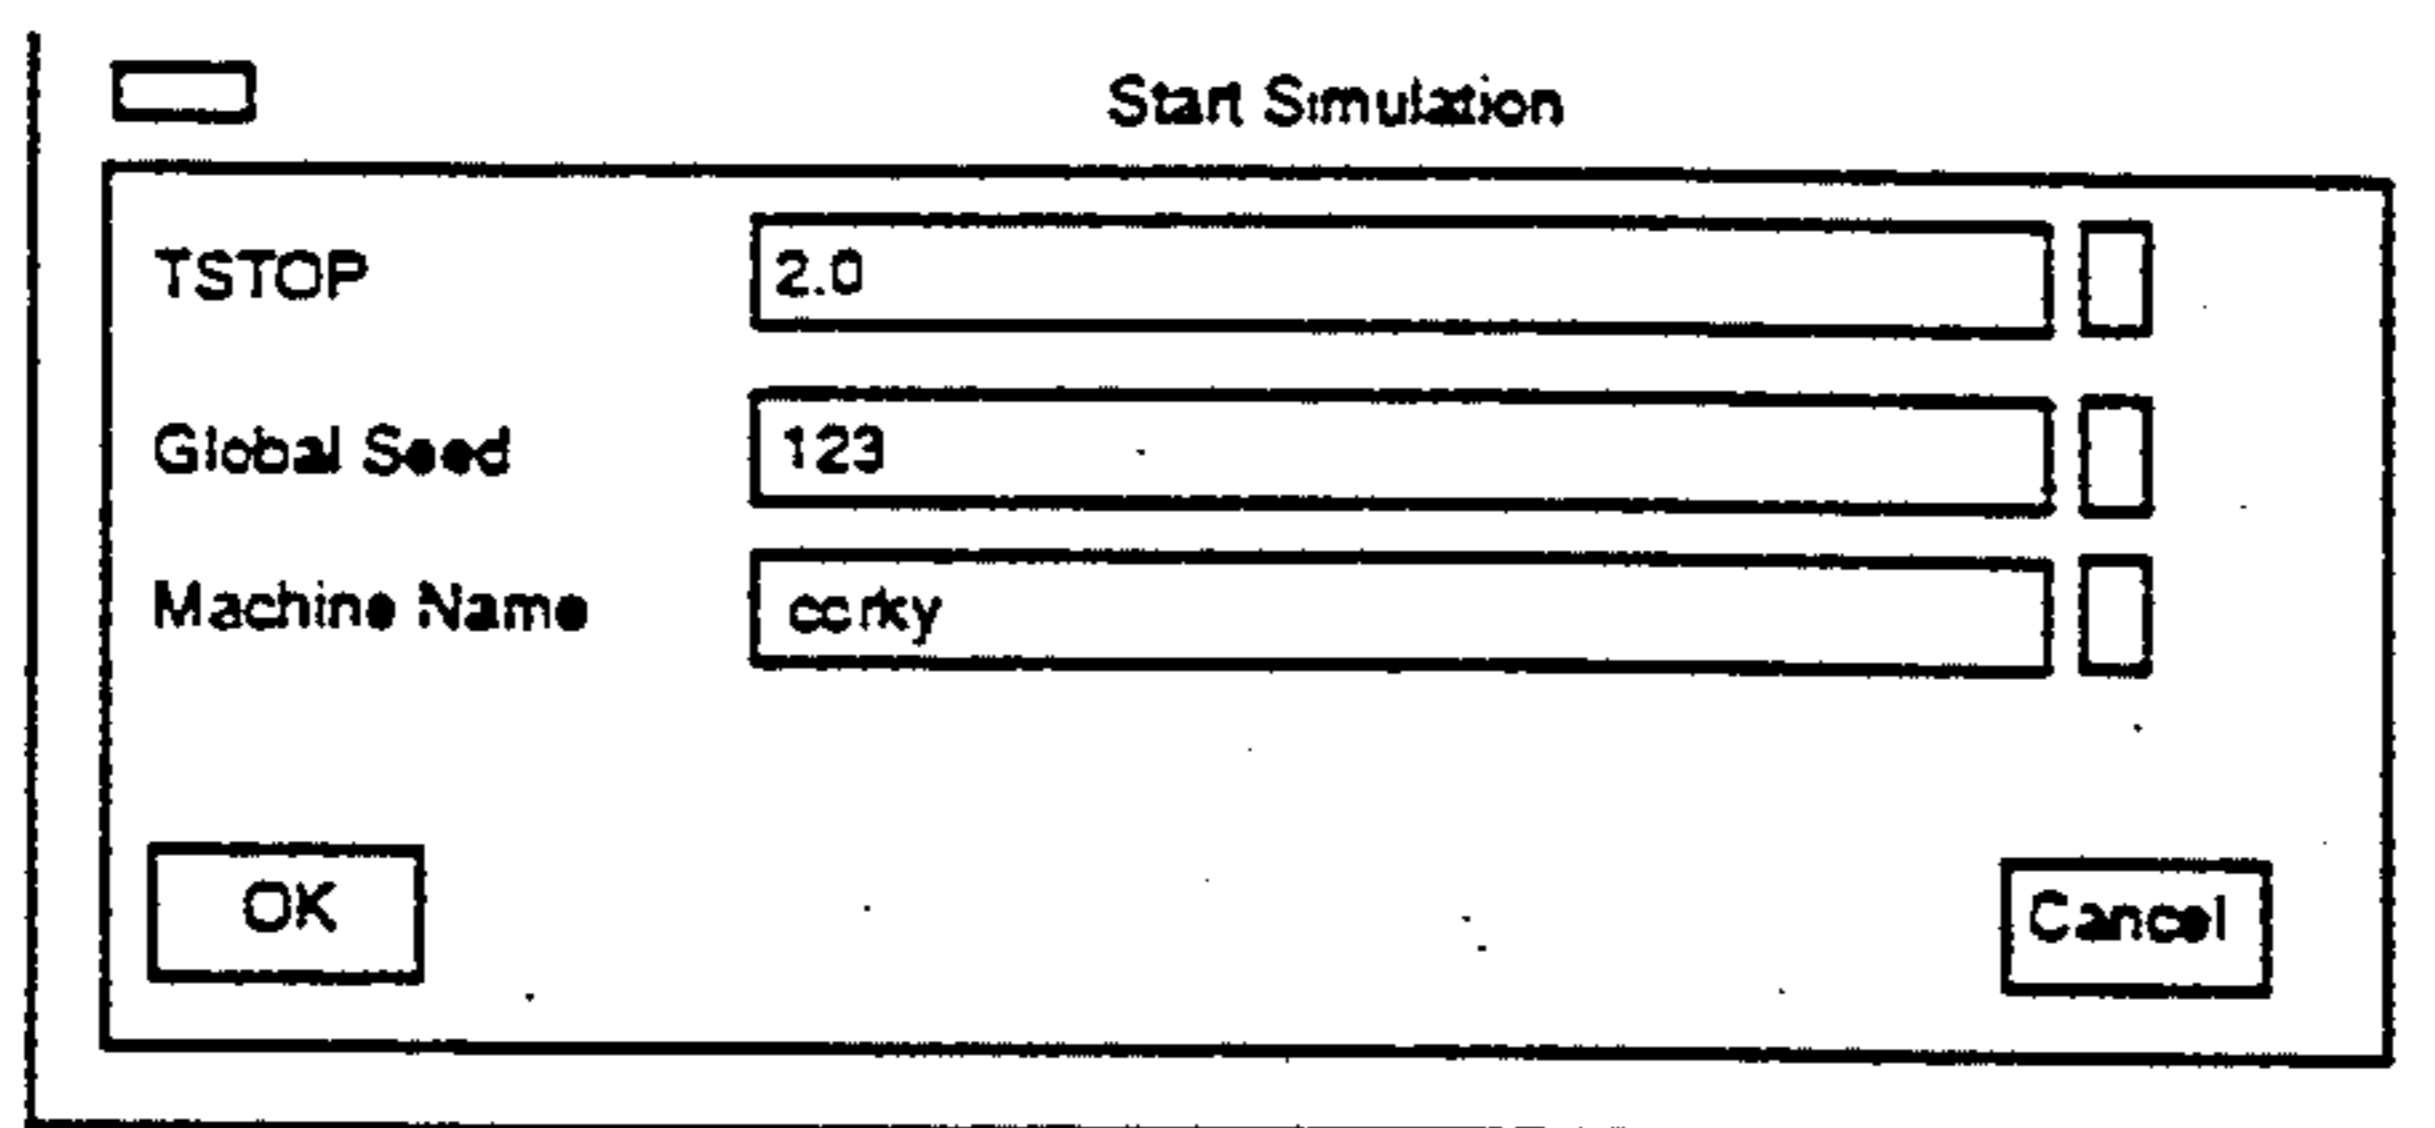 Start Simulation
TSTOP 2.0
Global Seed 123
Machine Name corky
OK Cancel